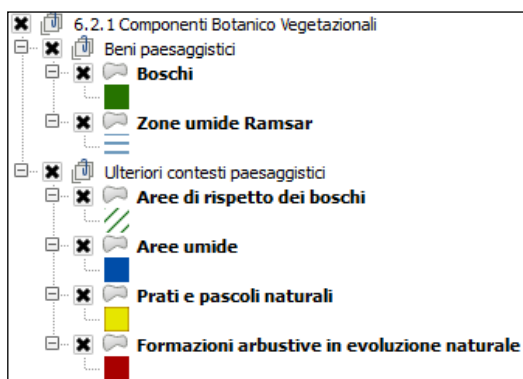 6.2.1 Componenti Botanico Vegetazionali
Beni paesaggistici
Boschi
Zone umide Ramsar
Ulteriori contesti paesaggistici
Aree di rispetto dei boschi
Aree umide
Prati e pascoli naturali
Formazioni arbustive in evoluzione naturale